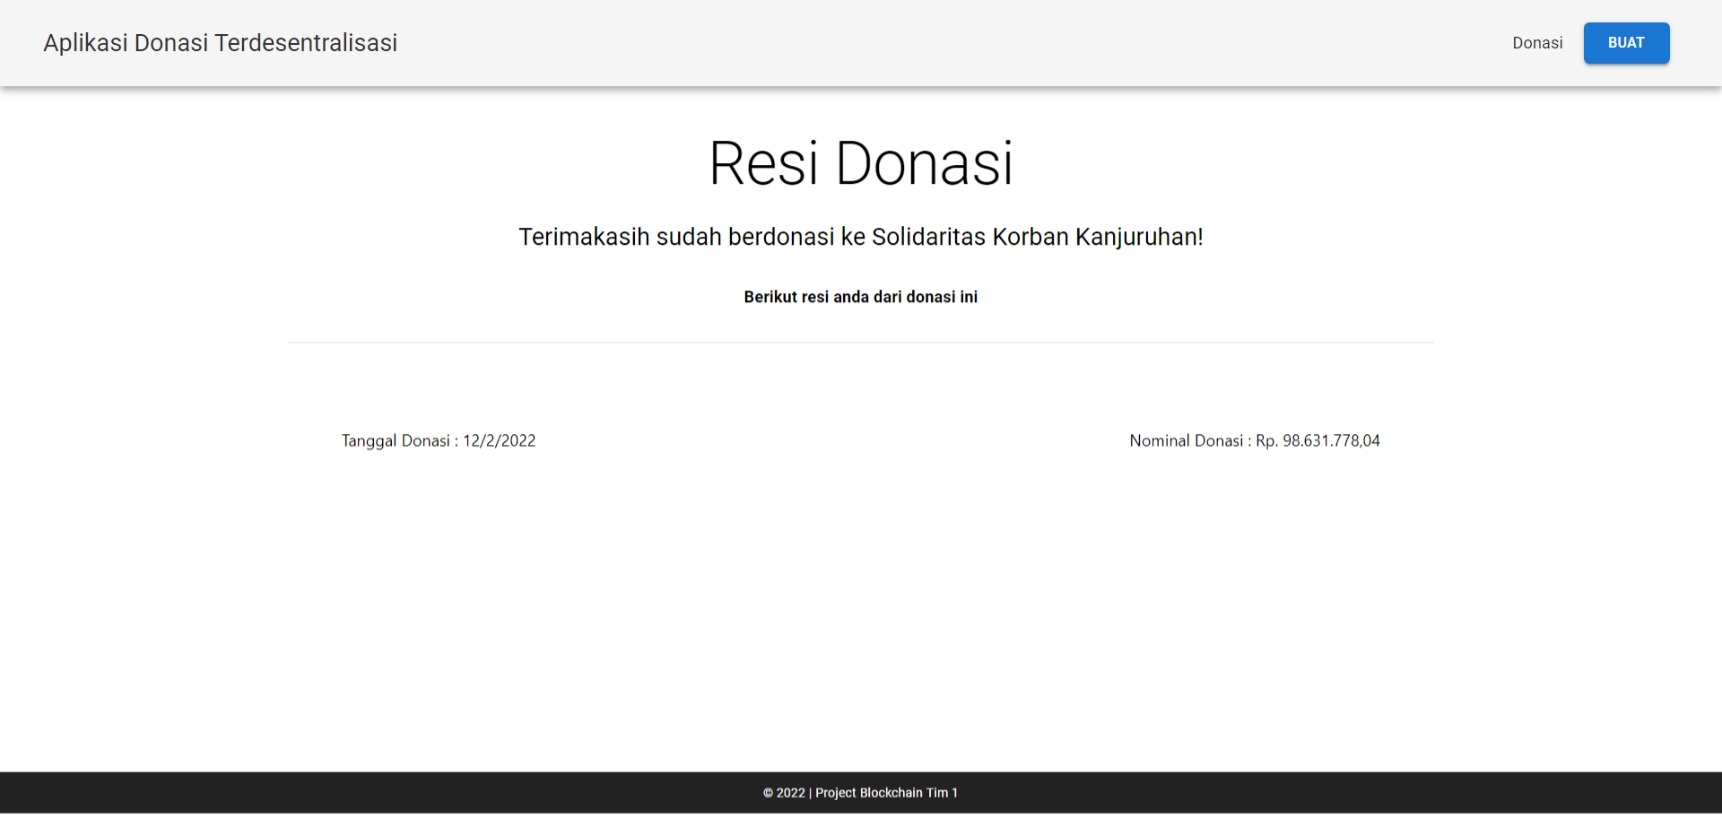 Aplikasi Donasi Terdesentralisasi
Donasi
BUAT
Resi Donasi
Terimakasih sudah berdonasi ke Solidaritas Korban Kanjuruhan!
Berikut resi anda dari donasi ini
Tanggal Donasi : 12/2/2022
Nominal Donasi : Rp. 98.631.778,04
© 2022 | Project Blockchain Tim 1